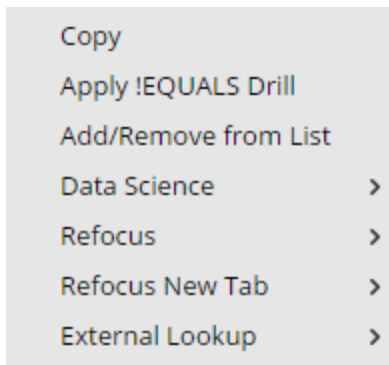 Copy
Apply !EQUALS Drill
Add/Remove from List
Data Science
Refocus
Refocus New Tab
External Lookup